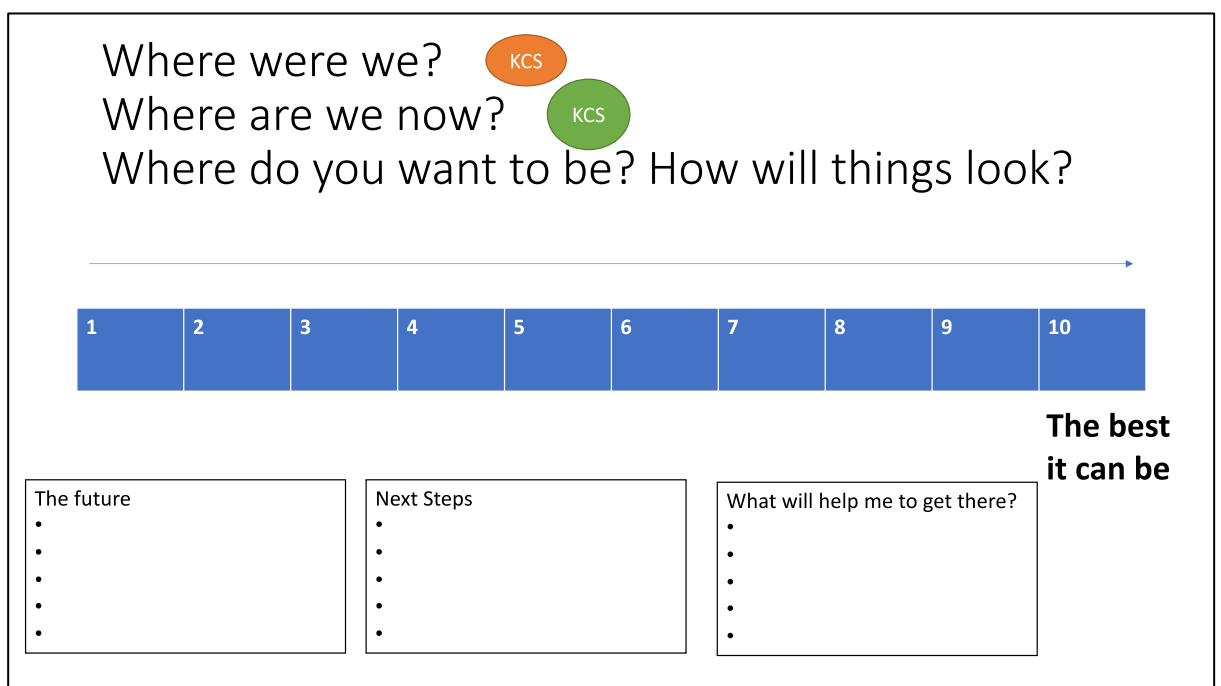 Where were we? KCS
Where are we now? KCS
Where do you want to be? How will things look?
1 2 3 4 5 6 7 8 9 10
The best
it can be
The future
•
•
•
•
•
Next Steps
•
•
•
•
•
What will help me to get there?
•
•
•
•
•